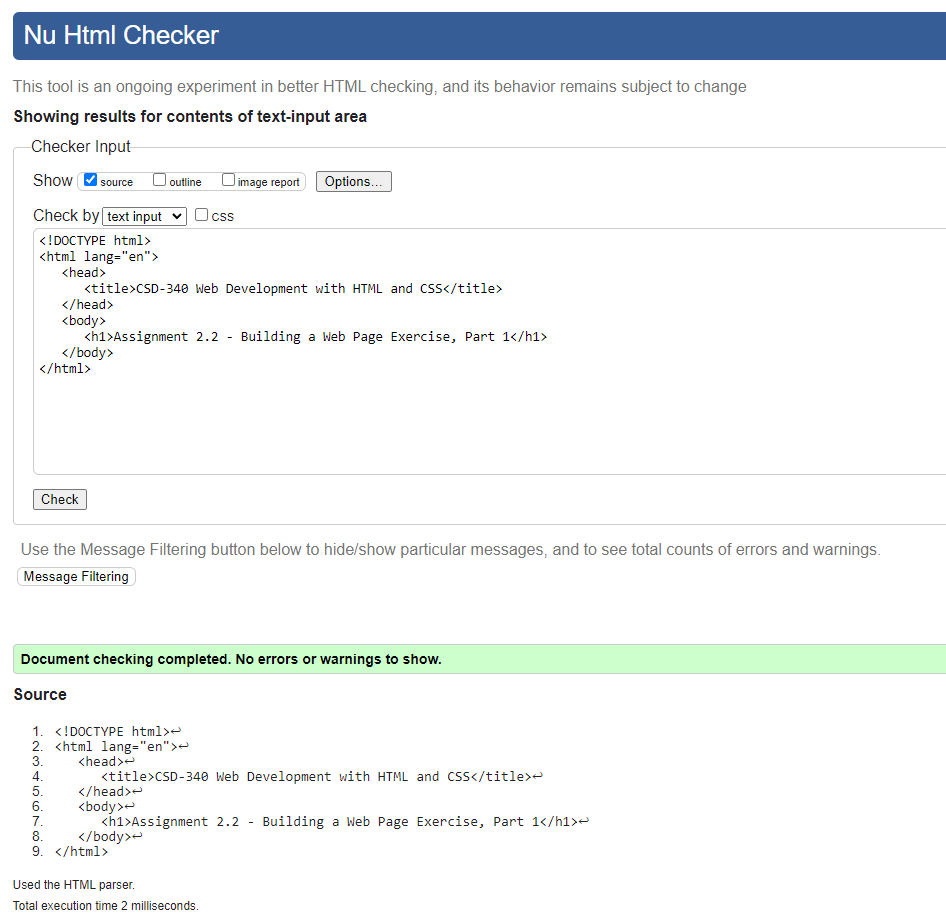 Nu Html Checker
This tool is an ongoing experiment in better HTML checking, and its behavior remains subject to change
Showing results for contents of text-input area
Checker Input
Show source outline image report Options...
Check by text input css
<!DOCTYPE html>
<html lang="en">
   <head>
      <title>CSD-340 Web Development with HTML and CSS</title>
   </head>
   <body>
      <h1>Assignment 2.2 - Building a Web Page Exercise, Part 1</h1>
   </body>
</html>
Check
Use the Message Filtering button below to hide/show particular messages, and to see total counts of errors and warnings.
Message Filtering
Document checking completed. No errors or warnings to show.
Source
1. <!DOCTYPE html>↩
2. <html lang="en">↩
3.    <head>↩
4.       <title>CSD-340 Web Development with HTML and CSS</title>↩
5.    </head>↩
6.    <body>↩
7.       <h1>Assignment 2.2 - Building a Web Page Exercise, Part 1</h1>↩
8.    </body>↩
9. </html>
Used the HTML parser.
Total execution time 2 milliseconds.